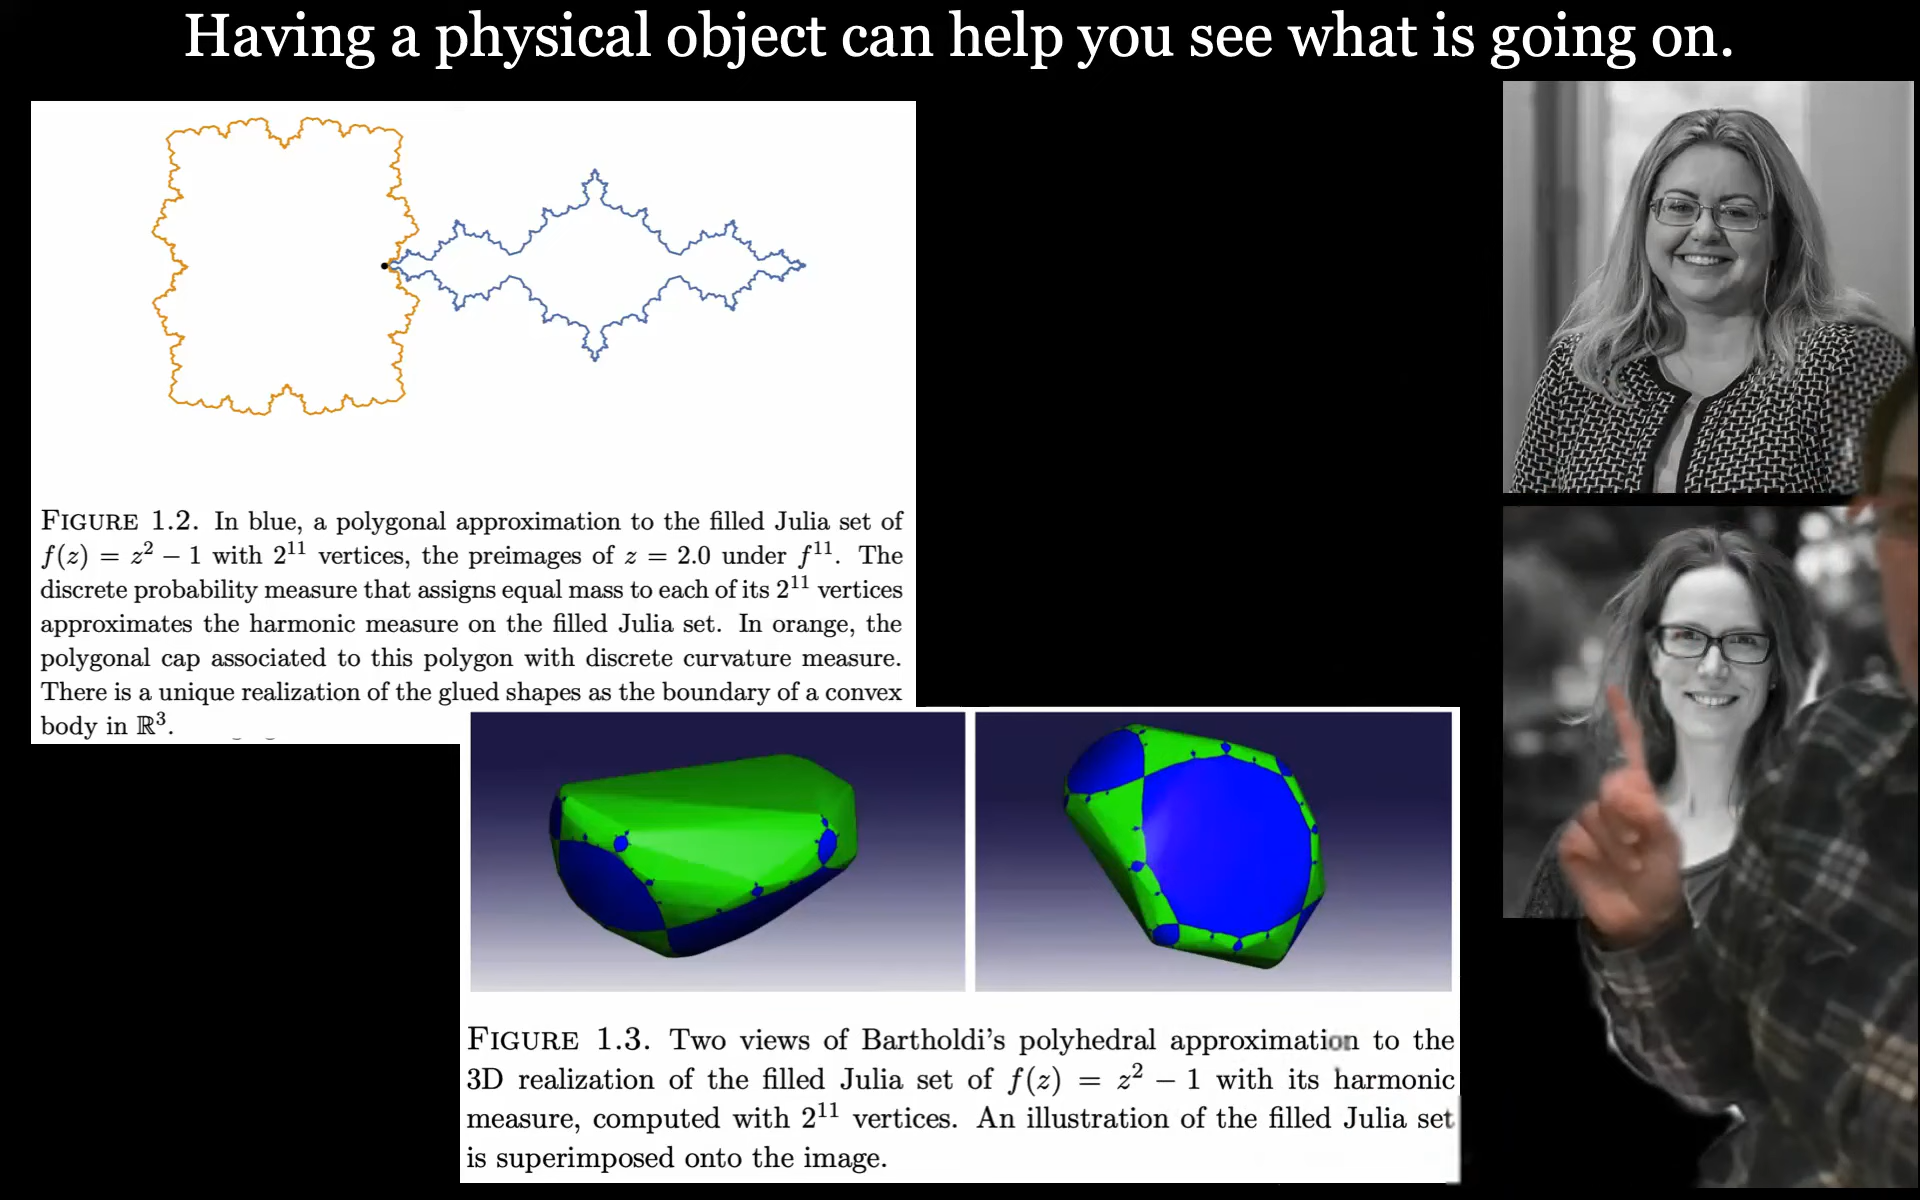 Having a physical object can help you see what is going on.
FIGURE 1.2. In blue, a polygonal approximation to the filled Julia set of
f(z) = z² − 1 with 2¹¹ vertices, the preimages of z = 2.0 under f¹¹. The
discrete probability measure that assigns equal mass to each of its 2¹¹ vertices
approximates the harmonic measure on the filled Julia set. In orange, the
polygonal cap associated to this polygon with discrete curvature measure.
There is a unique realization of the glued shapes as the boundary of a convex
body in ℝ³.
FIGURE 1.3. Two views of Bartholdi's polyhedral approximation to the
3D realization of the filled Julia set of f(z) = z² − 1 with its harmonic
measure, computed with 2¹¹ vertices. An illustration of the filled Julia set
is superimposed onto the image.